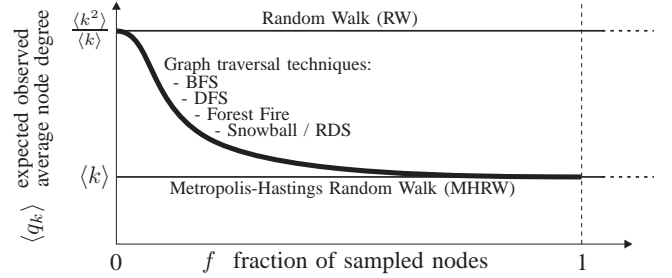 ⟨k²⟩
⟨k⟩
Random Walk (RW)
Graph traversal techniques:
- BFS
- DFS
- Forest Fire
- Snowball / RDS
⟨k⟩
Metropolis-Hastings Random Walk (MHRW)
⟨qk⟩ expected observed
average node degree
0
f fraction of sampled nodes
1